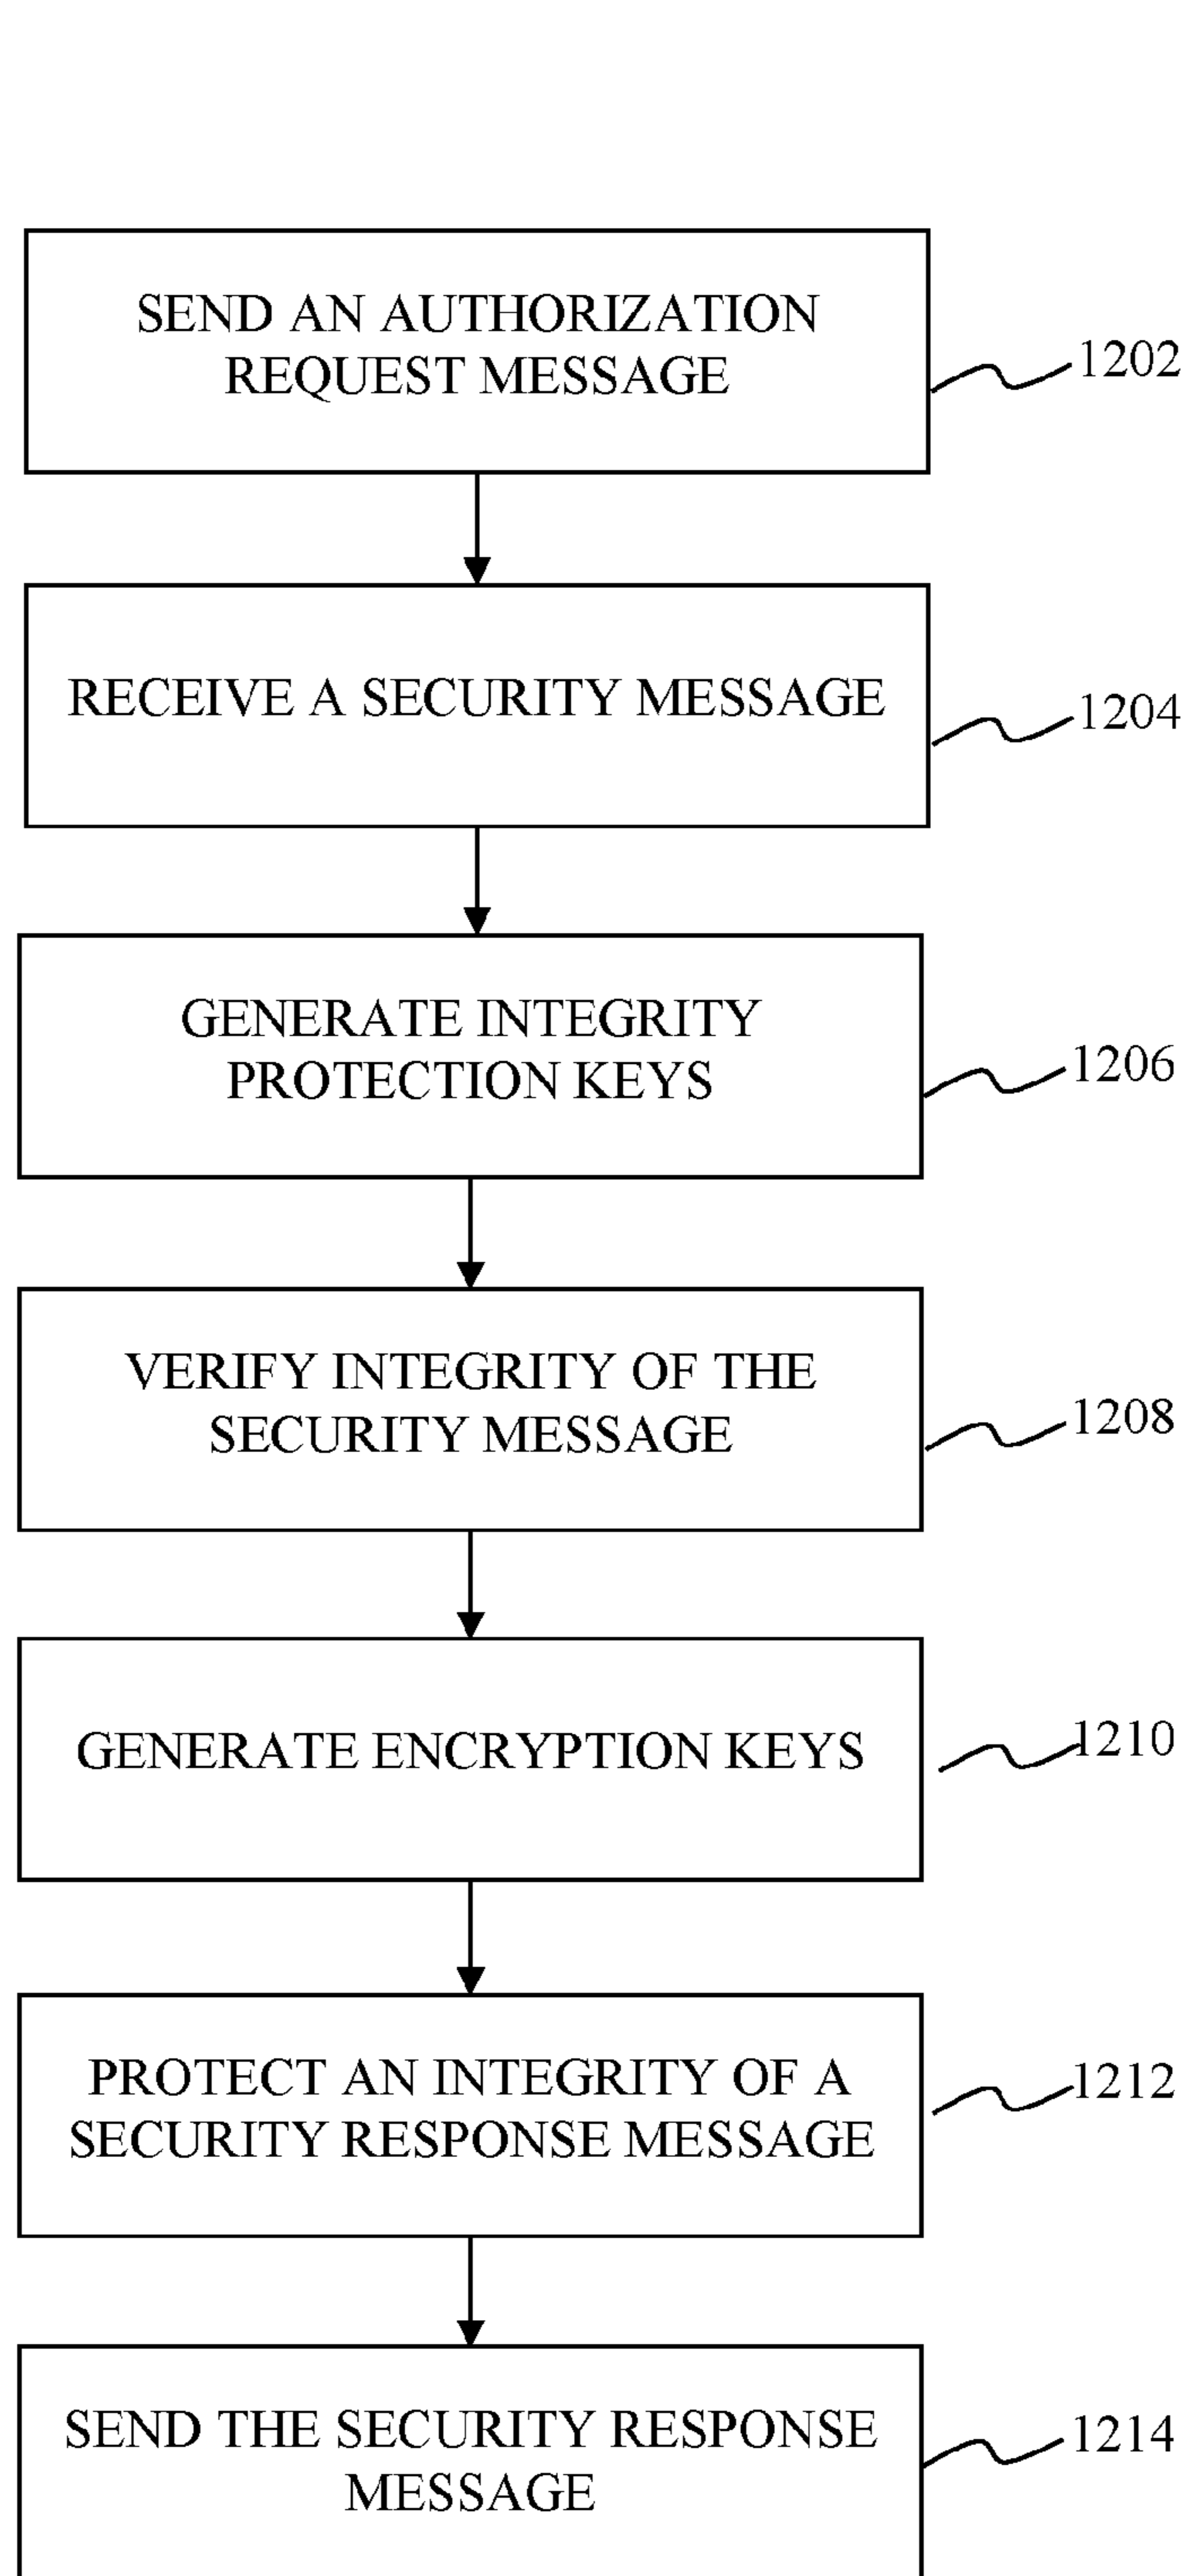 SEND AN AUTHORIZATION
REQUEST MESSAGE
1202
RECEIVE A SECURITY MESSAGE
1204
GENERATE INTEGRITY
PROTECTION KEYS
1206
VERIFY INTEGRITY OF THE
SECURITY MESSAGE
1208
GENERATE ENCRYPTION KEYS
1210
PROTECT AN INTEGRITY OF A
SECURITY RESPONSE MESSAGE
1212
SEND THE SECURITY RESPONSE
MESSAGE
1214